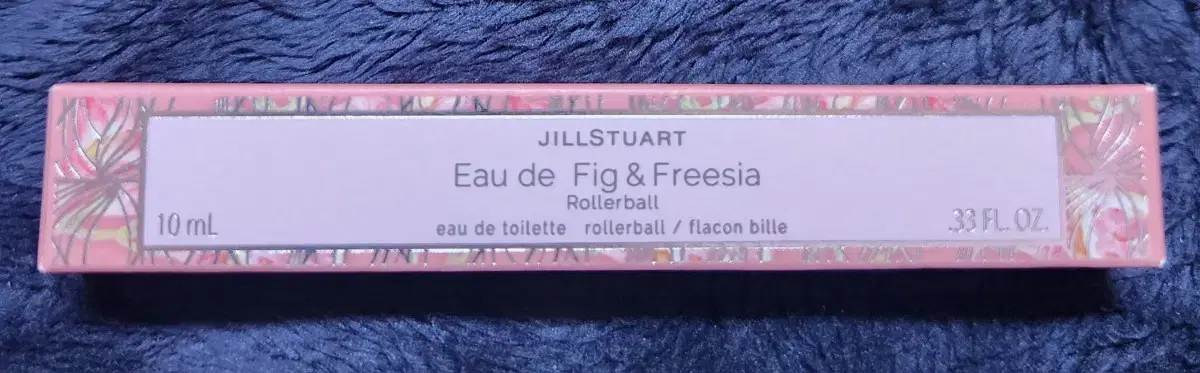 JILLSTUART
Eau de Fig & Freesia
Rollerball
10 mL
eau de toilette rollerball / flacon bille
.33 FL. OZ.